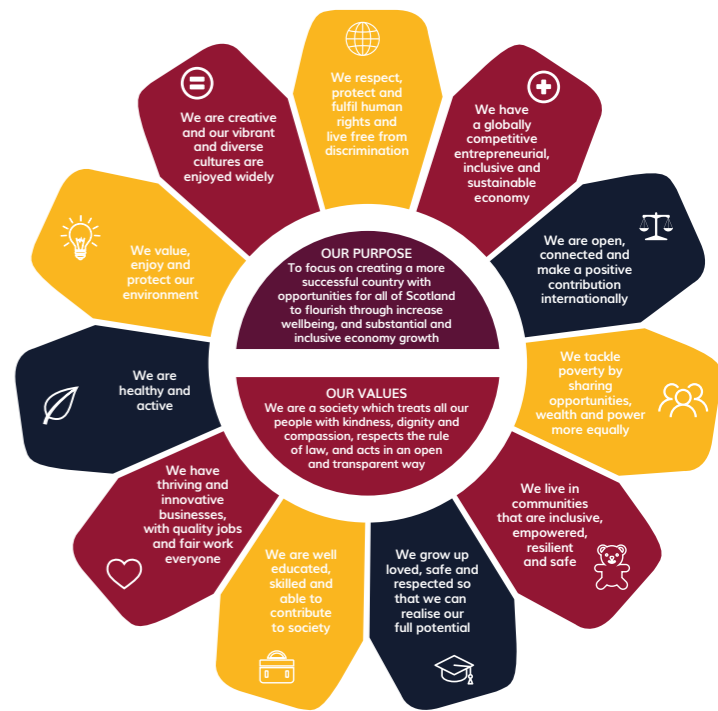 We respect,
protect and
fulfil human
rights and
live free from
discrimination
We have
a globally
competitive
entrepreneurial,
inclusive and
sustainable
economy
We are open,
connected and
make a positive
contribution
internationally
We tackle
poverty by
sharing
opportunities,
wealth and power
more equally
We live in
communities
that are inclusive,
empowered,
resilient
and safe
We grow up
loved, safe and
respected so
that we can
realise our
full potential
We are well
educated,
skilled and
able to
contribute
to society
We have
thriving and
innovative
businesses,
with quality jobs
and fair work
everyone
We are
healthy and
active
We value,
enjoy and
protect our
environment
We are creative
and our vibrant
and diverse
cultures are
enjoyed widely
OUR PURPOSE
To focus on creating a more
successful country with
opportunities for all of Scotland
to flourish through increase
wellbeing, and substantial and
inclusive economy growth
OUR VALUES
We are a society which treats all our
people with kindness, dignity and
compassion, respects the rule
of law, and acts in an open
and transparent way